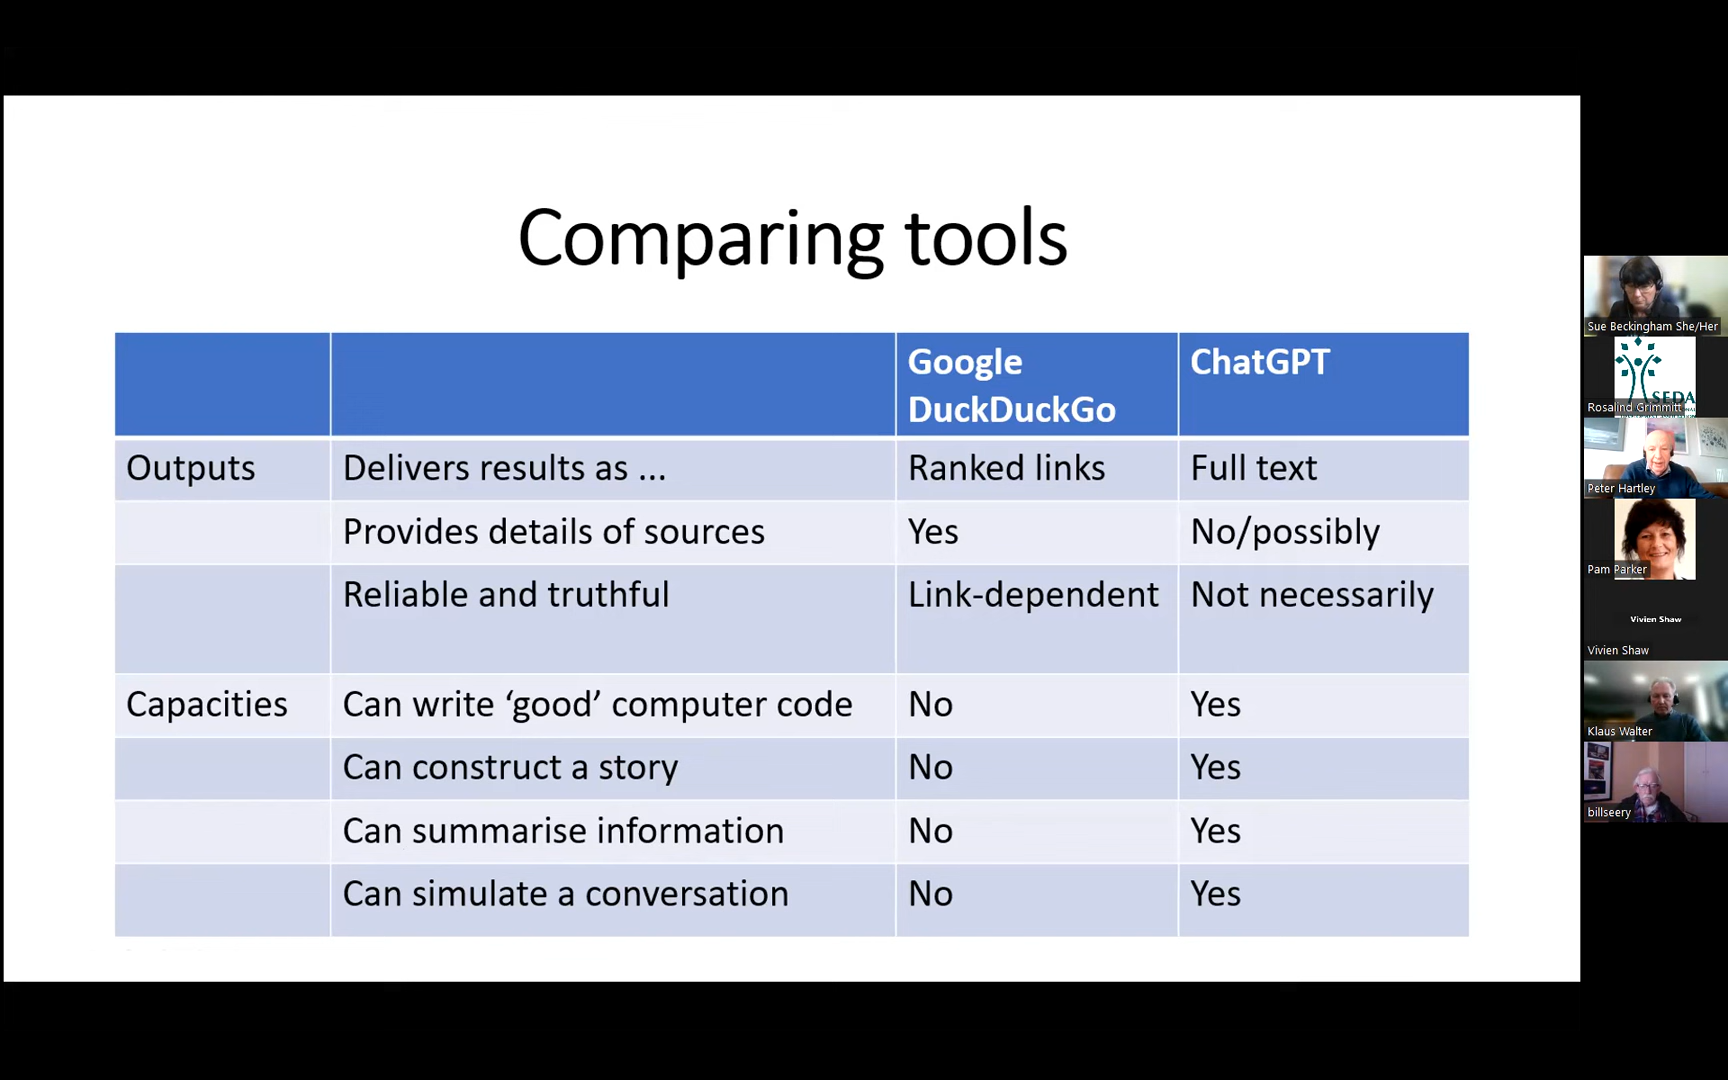 Comparing tools
Google
DuckDuckGo
ChatGPT
Outputs
Delivers results as ...
Ranked links
Full text
Provides details of sources
Yes
No/possibly
Reliable and truthful
Link-dependent
Not necessarily
Capacities
Can write ‘good’ computer code
No
Yes
Can construct a story
No
Yes
Can summarise information
No
Yes
Can simulate a conversation
No
Yes
Sue Beckingham She/Her
SEDA
Rosalind Grimmitt
Peter Hartley
Pam Parker
Vivien Shaw
Vivien Shaw
Klaus Walter
billseery